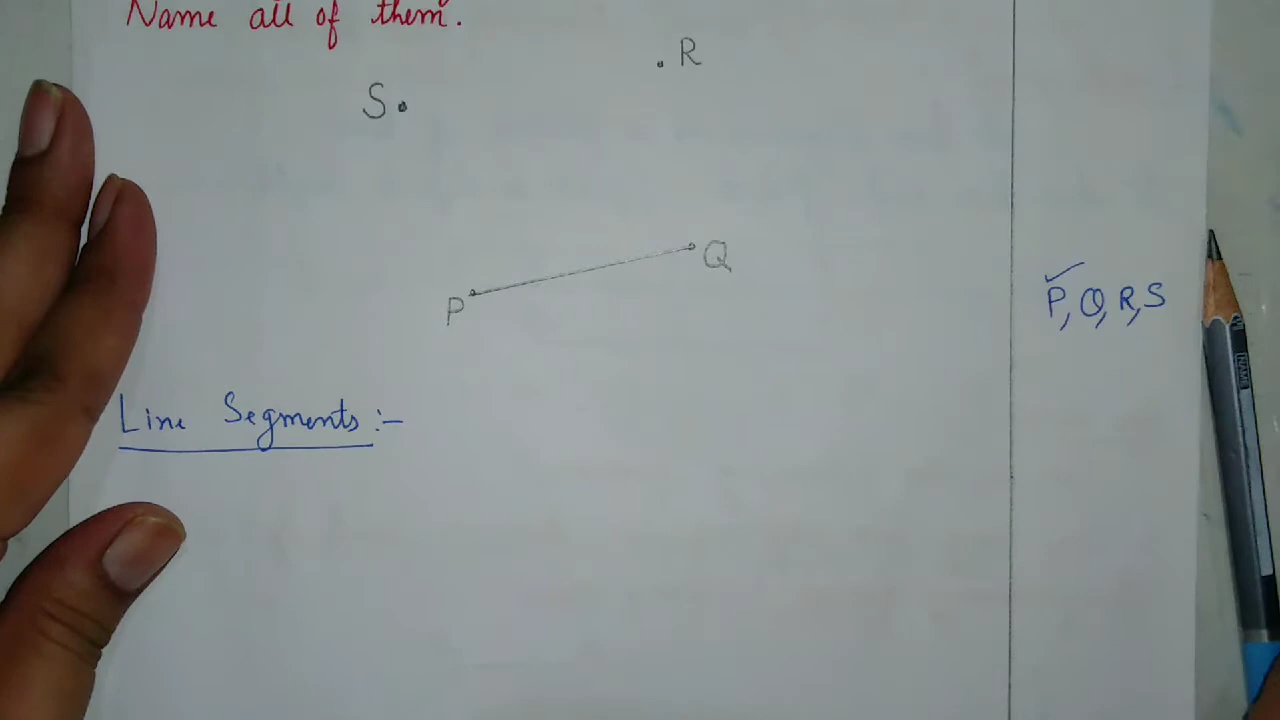 Name all of them.
. R
S .
Q
P
P, Q, R, S
Line Segments :-